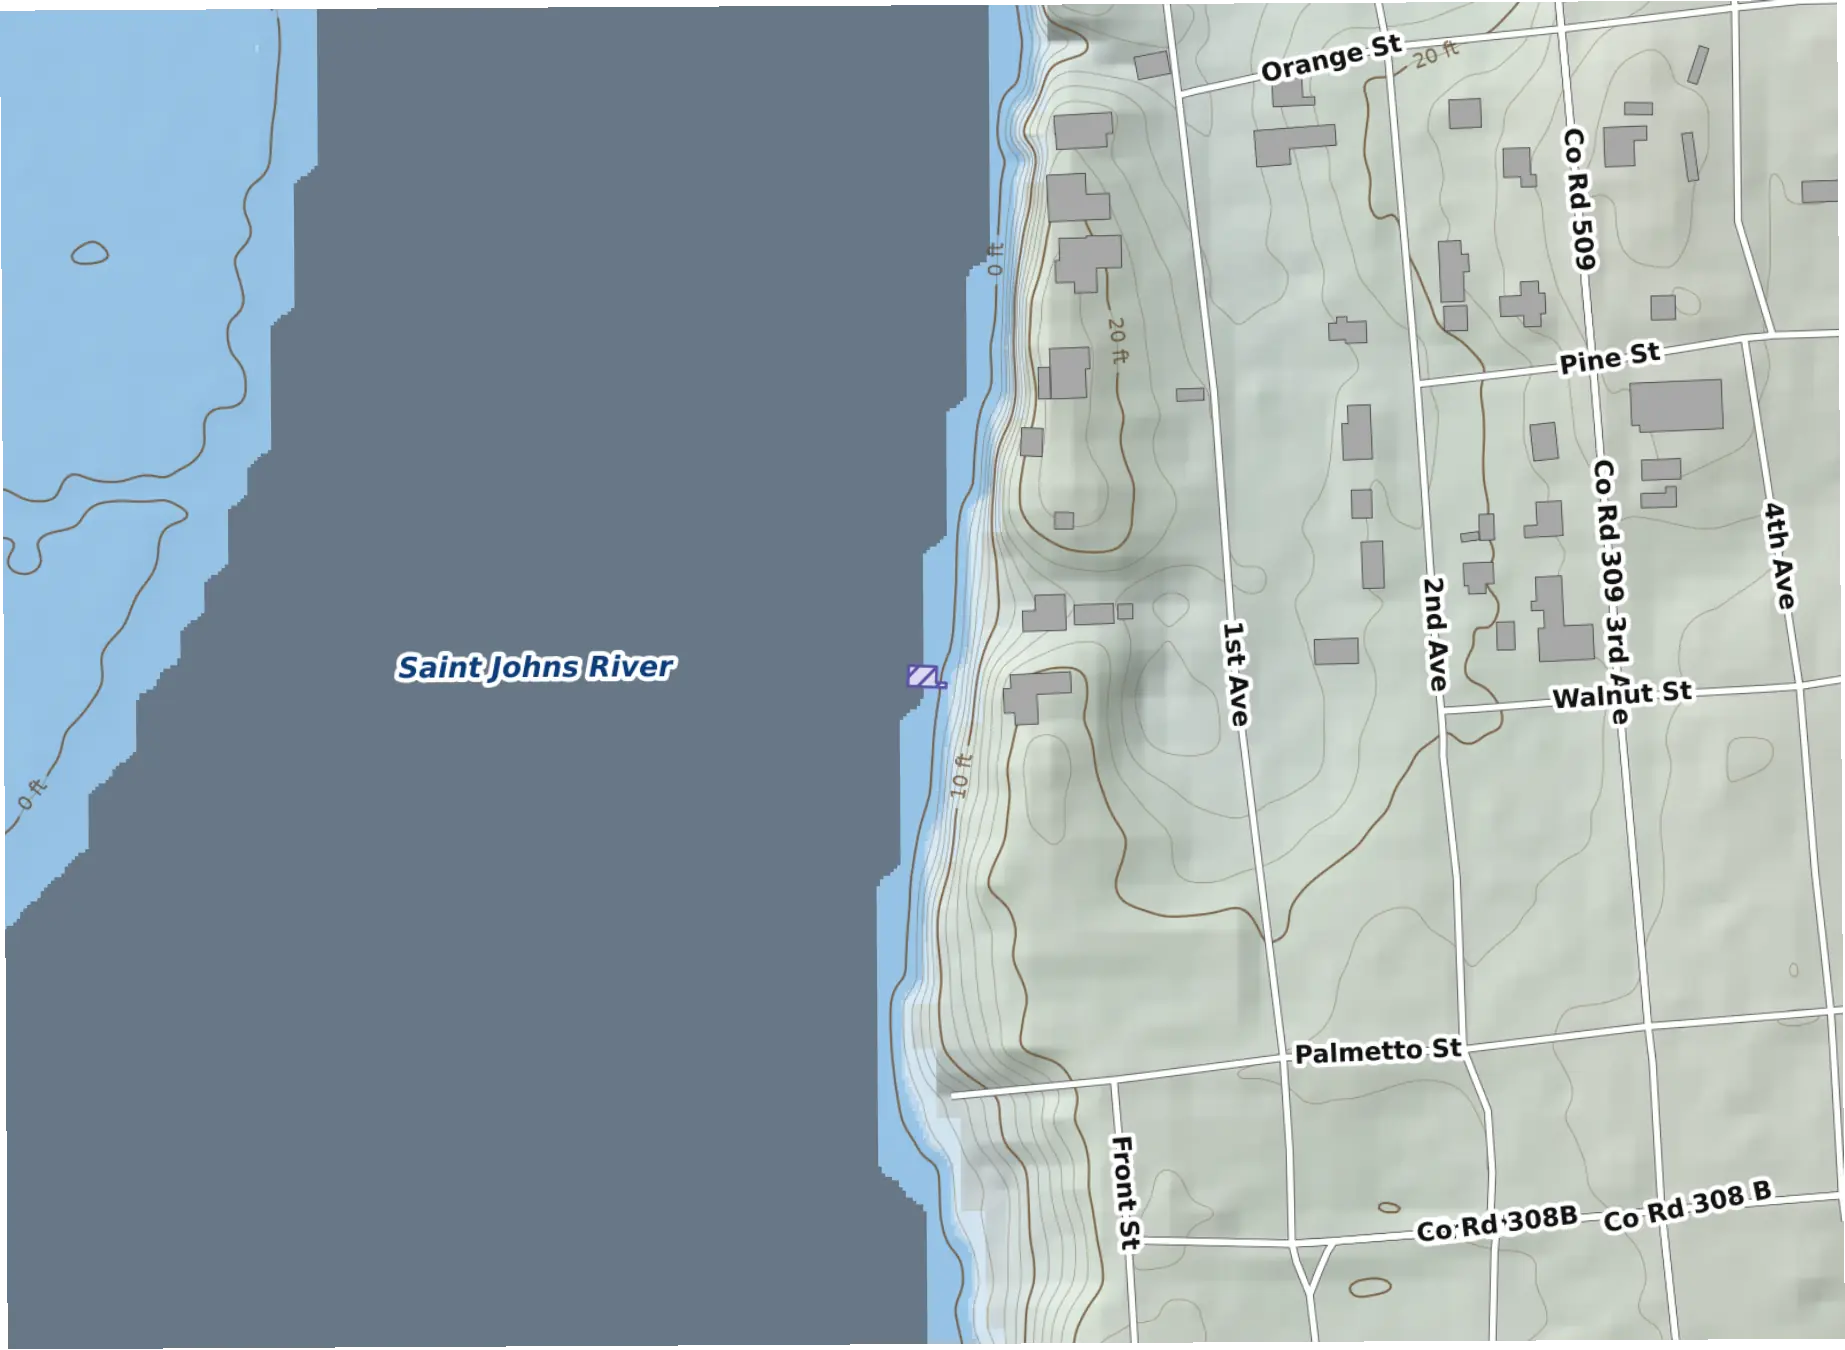 Orange St
20 ft
Co Rd 509
0 ft
20 ft
Pine St
Co Rd 309 3rd Ave
4th Ave
2nd Ave
1st Ave
Saint Johns River
Walnut St
10 ft
0 ft
Palmetto St
Front St
Co Rd 308B
Co Rd 308 B